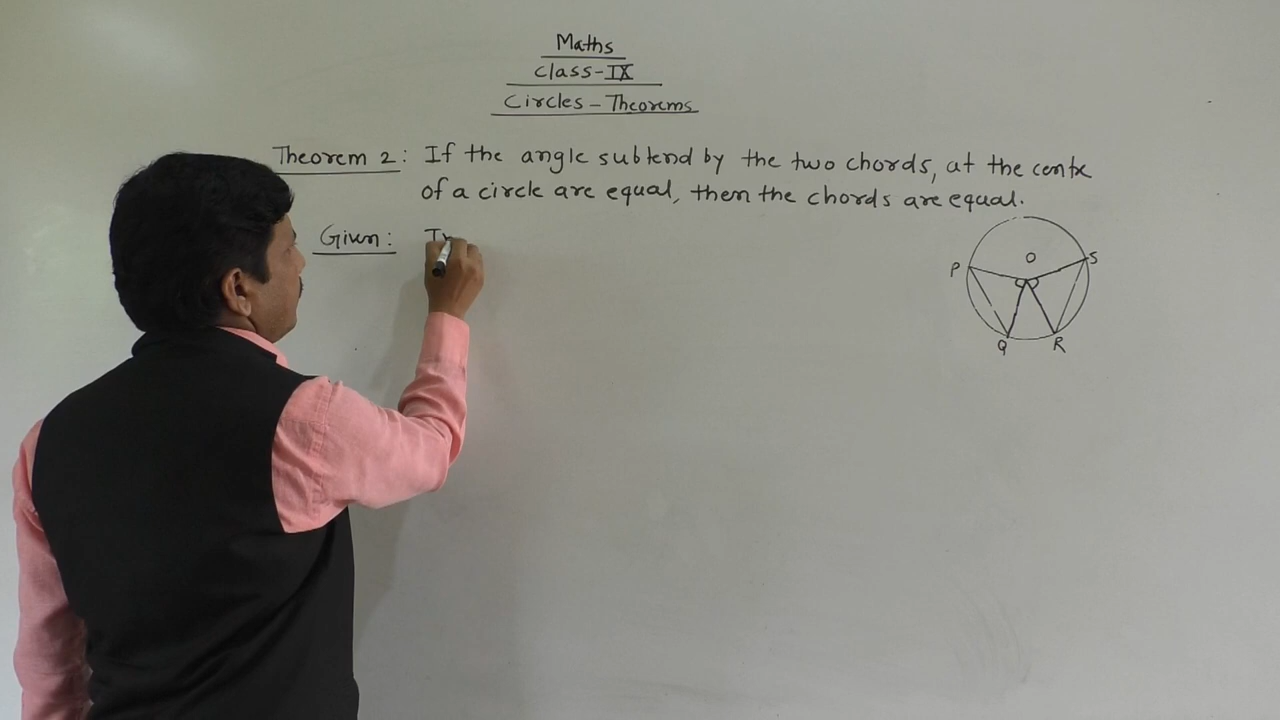 Maths
Class-IX
Circles - Theorems
Theorem 2: If the angle subtend by the two chords, at the centre
of a circle are equal, then the chords are equal.
Given: In
O
P
S
Q
R